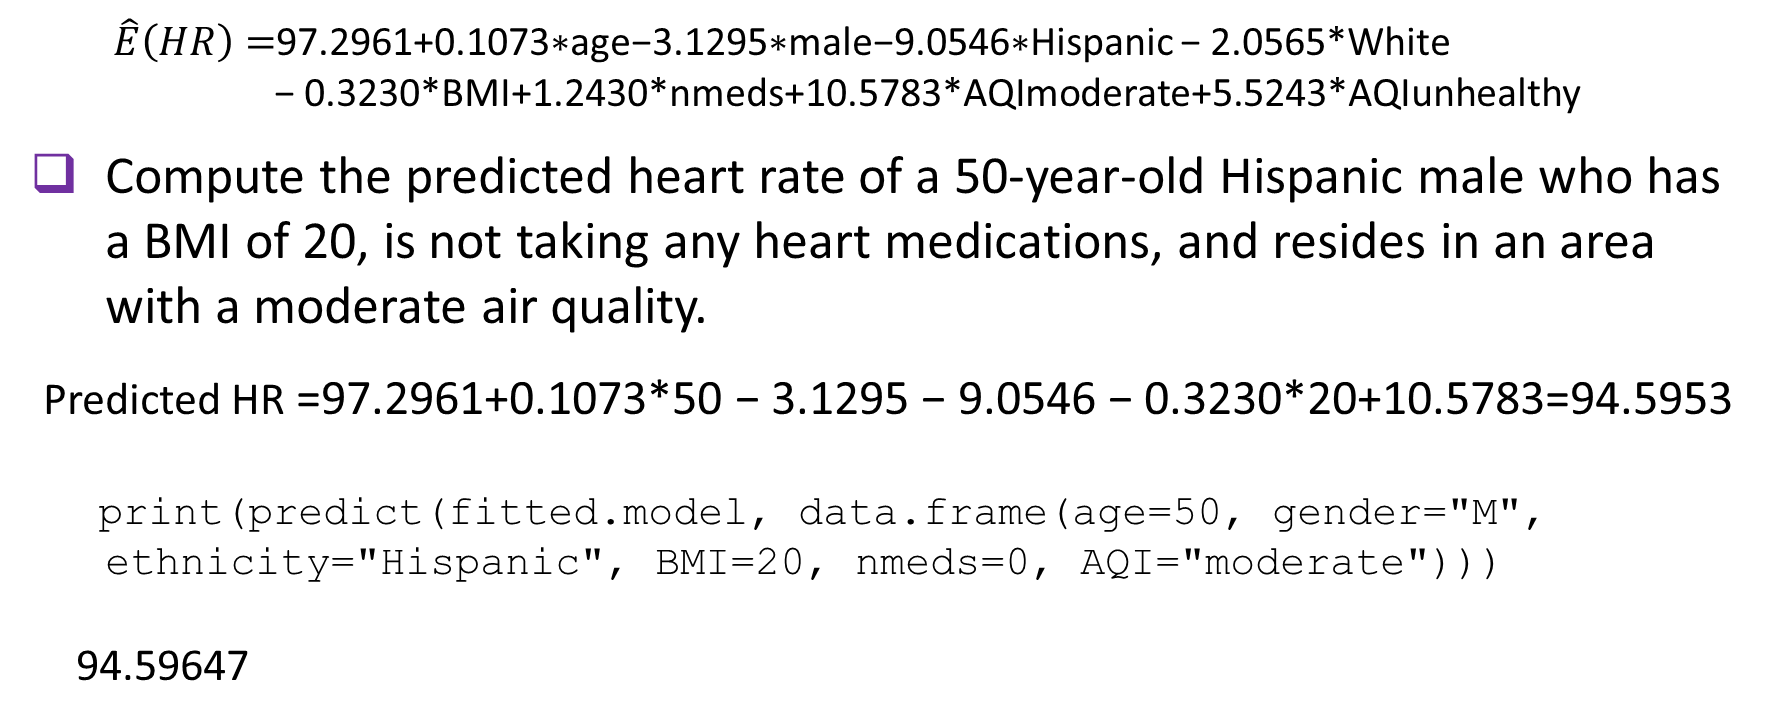 Ê(HR) =97.2961+0.1073∗age−3.1295∗male−9.0546∗Hispanic − 2.0565*White
− 0.3230*BMI+1.2430*nmeds+10.5783*AQImoderate+5.5243*AQIunhealthy
❑ Compute the predicted heart rate of a 50-year-old Hispanic male who has
a BMI of 20, is not taking any heart medications, and resides in an area
with a moderate air quality.
Predicted HR =97.2961+0.1073*50 − 3.1295 − 9.0546 − 0.3230*20+10.5783=94.5953
print(predict(fitted.model, data.frame(age=50, gender="M",
ethnicity="Hispanic", BMI=20, nmeds=0, AQI="moderate")))
94.59647